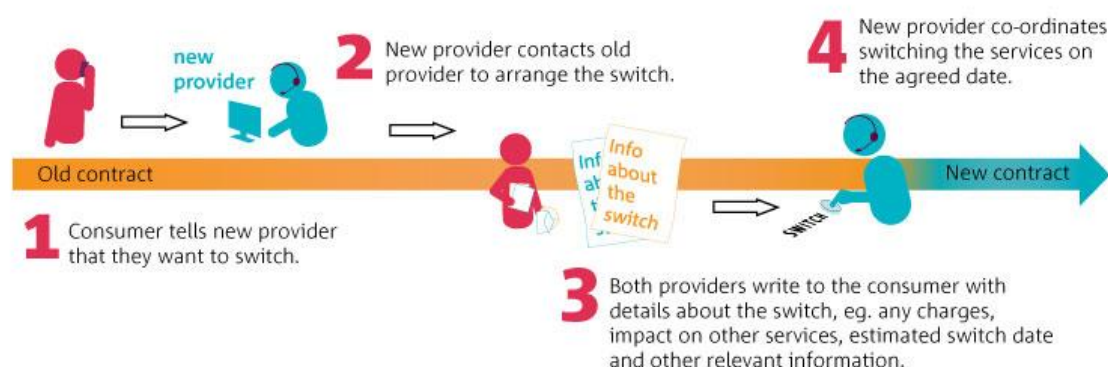 new
provider
2
New provider contacts old
provider to arrange the switch.
4
New provider co-ordinates
switching the services on
the agreed date.
Old contract
Info
about
the
switch
SWITCH
New contract
1
Consumer tells new provider
that they want to switch.
3
Both providers write to the consumer with
details about the switch, eg. any charges,
impact on other services, estimated switch date
and other relevant information.